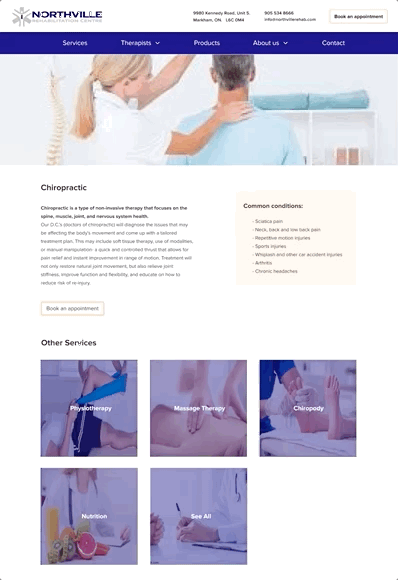 NORTHVILLE
REHABILITATION CENTRE
9980 Kennedy Road, Unit 5,
Markham, ON, L6C 0M4
905 534 8666
info@northvillerehab.com
Book an appointment
Services
Therapists
Products
About us
Contact
Chiropractic
Chiropractic is a type of non-invasive therapy that focuses on the
spine, muscle, joint, and nervous system health.
Our D.C.'s (doctors of chiropractic) will diagnose the issues that may
be affecting the body's movement and come up with a tailored
treatment plan. This may include soft tissue therapy, use of modalities,
or manual manipulation: a quick and controlled thrust that allows for
pain relief and instant improvement in range of motion. Treatment will
not only restore natural joint movement, but also relieve joint
stiffness, improve function and flexibility, and educate on how to
reduce risk of re-injury.
Common conditions:
- Sciatica pain
- Neck, back and low back pain
- Repetitive motion injuries
- Sports injuries
- Whiplash and other car accident injuries
- Arthritis
- Chronic headaches
Book an appointment
Other Services
Physiotherapy
Massage Therapy
Chiropody
Nutrition
See All